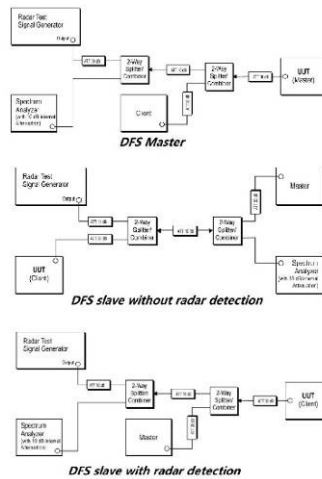 Radar Test
Signal Generator
Output
2-Way
Splitter/
Combiner
2-Way
Splitter/
Combiner
UUT
(Master)
Spectrum
Analyzer
Client
DFS Master
Radar Test
Signal Generator
Output
Master
2-Way
Splitter/
Combiner
2-Way
Splitter/
Combiner
UUT
(Client)
Spectrum
Analyzer
DFS slave without radar detection
Radar Test
Signal Generator
Output
2-Way
Splitter/
Combiner
2-Way
Splitter/
Combiner
UUT
(Client)
Spectrum
Analyzer
Master
DFS slave with radar detection